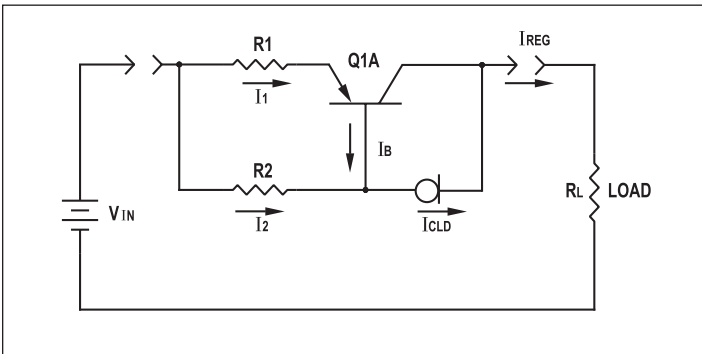 R1
Q1A
IREG
I1
IB
R2
VIN
RL LOAD
I2
ICLD